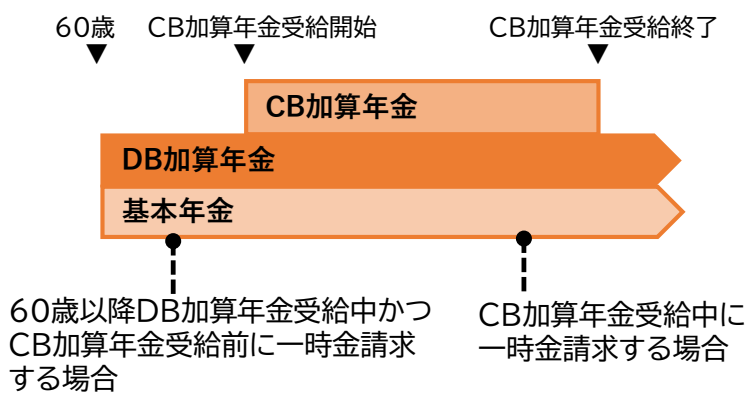 60歳
CB加算年金受給開始
CB加算年金受給終了
CB加算年金
DB加算年金
基本年金
60歳以降DB加算年金受給中かつ
CB加算年金受給前に一時金請求
する場合
CB加算年金受給中に
一時金請求する場合